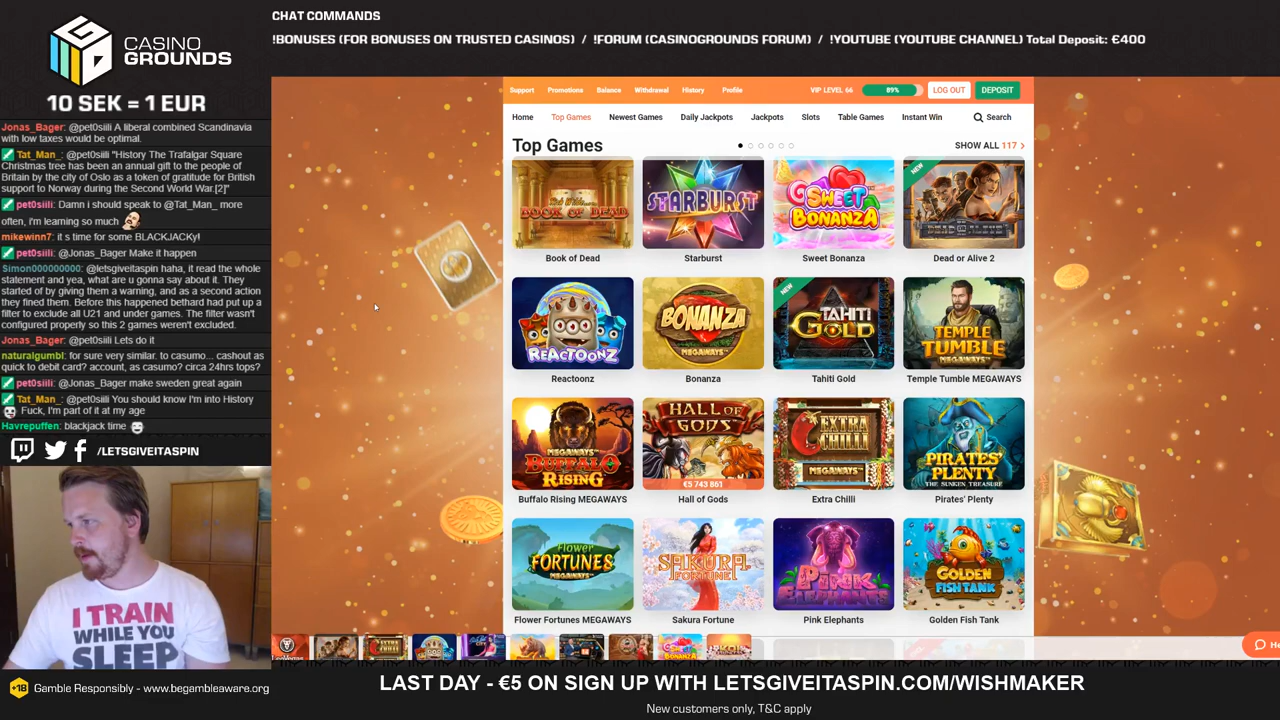 CHAT COMMANDS
!BONUSES (FOR BONUSES ON TRUSTED CASINOS) / !FORUM (CASINOGROUNDS FORUM) / !YOUTUBE (YOUTUBE CHANNEL) Total Deposit: €400
CASINO
GROUNDS
10 SEK = 1 EUR
Jonas_Bager: @pet0siili A liberal combined Scandinavia
with low taxes would be optimal.
Tat_Man_: @pet0siili "History The Trafalgar Square
Christmas tree has been an annual gift to the people of
Britain by the city of Oslo as a token of gratitude for British
support to Norway during the Second World War.[2]"
pet0siili: Damn i should speak to @Tat_Man_ more
often, i'm learning so much
mikewinn7: it s time for some BLACKJACKy!
pet0siili: @Jonas_Bager Make it happen
Simon000000000: @letsgiveitaspin haha, it read the whole
statement and yea, what are u gonna say about it. They
started of by giving them a warning, and as a second action
they fined them. Before this happened bethard had put up a
filter to exclude all U21 and under games. The filter wasn't
configured properly so this 2 games weren't excluded.
Jonas_Bager: @pet0siili Lets do it
naturalgumbl: for sure very similar. to casumo... cashout as
quick to debit card? account, as casumo? circa 24hrs tops?
pet0siili: @Jonas_Bager make sweden great again
Tat_Man_: @pet0siili You should know I'm into History
Fuck, I'm part of it at my age
Havrepuffen: blackjack time
/LETSGIVEITASPIN
I TRAIN
WHILE YOU
SLEEP
Support Promotions Balance Withdrawal History Profile VIP LEVEL 66 89% LOG OUT DEPOSIT
Home Top Games Newest Games Daily Jackpots Jackpots Slots Table Games Instant Win Search
Top Games SHOW ALL 117
BOOK OF DEAD STARBURST SWEET BONANZA NEW
Book of Dead Starburst Sweet Bonanza Dead or Alive 2
REACTOONZ BONANZA MEGAWAYS NEW TAHITI GOLD TEMPLE TUMBLE MEGAWAYS
Reactoonz Bonanza Tahiti Gold Temple Tumble MEGAWAYS
MEGAWAYS BUFFALO RISING HALL OF GODS €5 743 861 EXTRA CHILLI MEGAWAYS PIRATES' PLENTY THE SUNKEN TREASURE
Buffalo Rising MEGAWAYS Hall of Gods Extra Chilli Pirates' Plenty
Flower FORTUNES MEGAWAYS SAKURA FORTUNE PINK ELEPHANTS GOLDEN FISH TANK
Flower Fortunes MEGAWAYS Sakura Fortune Pink Elephants Golden Fish Tank
+18 Gamble Responsibly - www.begambleaware.org
LAST DAY - €5 ON SIGN UP WITH LETSGIVEITASPIN.COM/WISHMAKER
New customers only, T&C apply